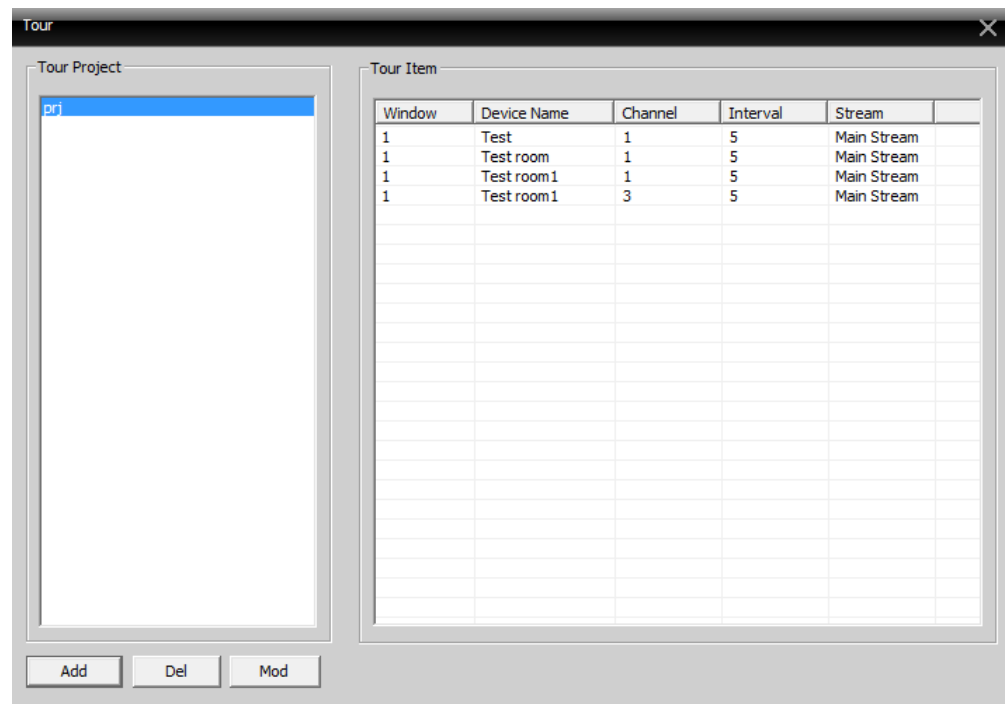 Tour
Tour Project
Tour Item
prj
Window Device Name Channel Interval Stream
1 Test 1 5 Main Stream
1 Test room 1 5 Main Stream
1 Test room1 1 5 Main Stream
1 Test room1 3 5 Main Stream
Add Del Mod